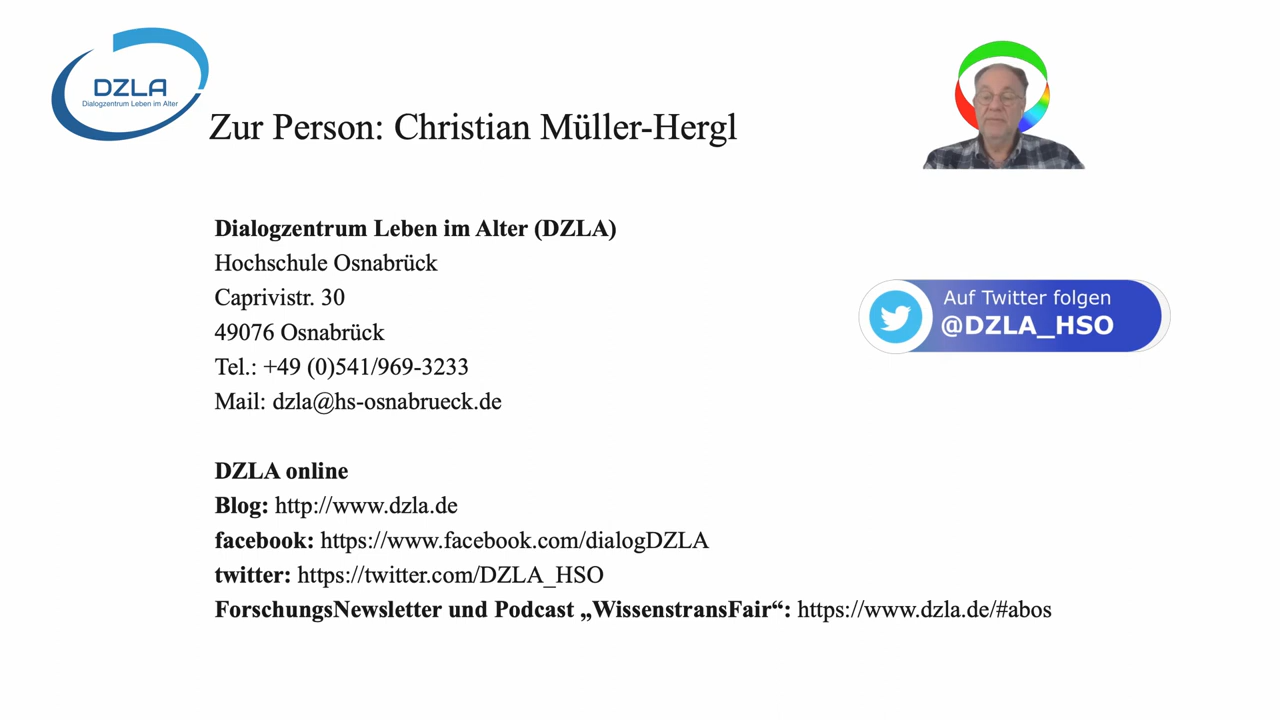 DZLA
Dialogzentrum Leben im Alter
Zur Person: Christian Müller-Hergl
Dialogzentrum Leben im Alter (DZLA)
Hochschule Osnabrück
Caprivistr. 30
49076 Osnabrück
Tel.: +49 (0)541/969-3233
Mail: dzla@hs-osnabrueck.de
Auf Twitter folgen
@DZLA_HSO
DZLA online
Blog: http://www.dzla.de
facebook: https://www.facebook.com/dialogDZLA
twitter: https://twitter.com/DZLA_HSO
ForschungsNewsletter und Podcast „WissenstransFair“: https://www.dzla.de/#abos